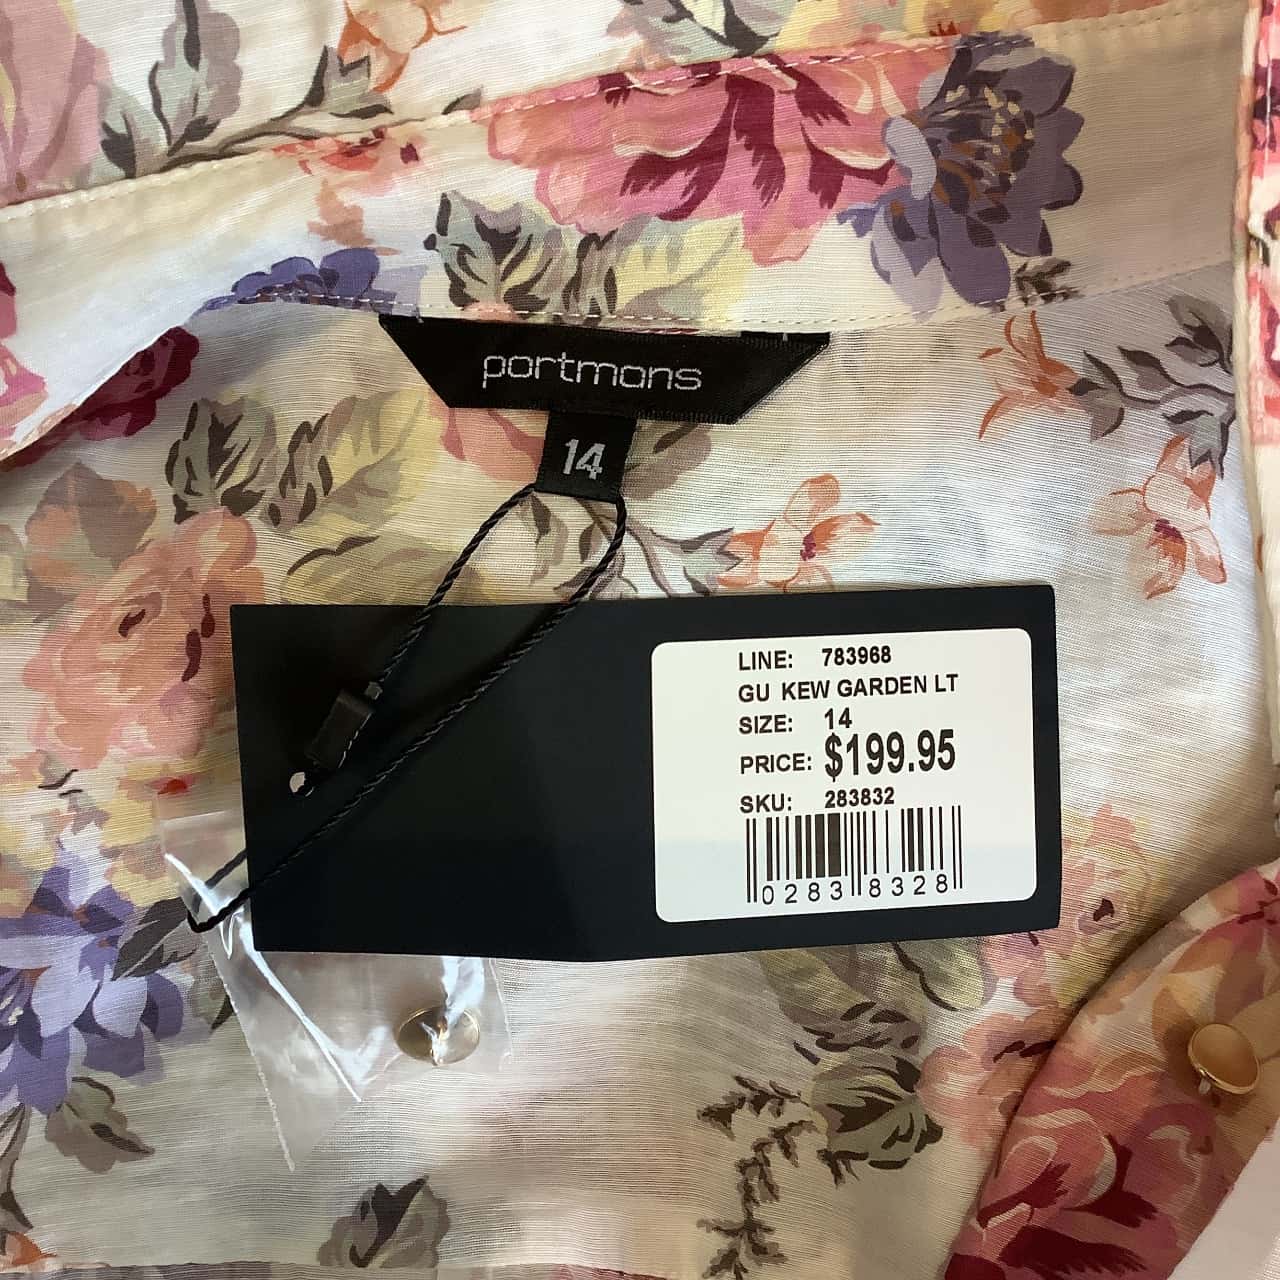 portmans
14
LINE: 783968
GU KEW GARDEN LT
SIZE: 14
PRICE: $199.95
SKU: 283832
0283 8328